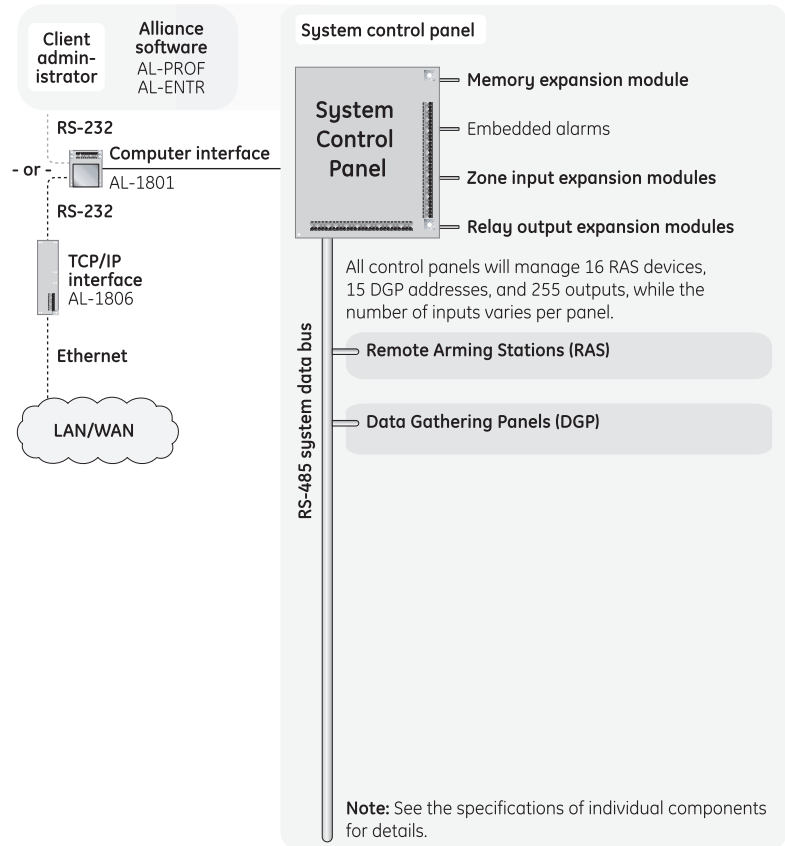 Client
admin-
istrator
Alliance
software
AL-PROF
AL-ENTR
RS-232
- or -
Computer interface
AL-1801
RS-232
TCP/IP
interface
AL-1806
Ethernet
LAN/WAN
System control panel
System
Control
Panel
Memory expansion module
Embedded alarms
Zone input expansion modules
Relay output expansion modules
All control panels will manage 16 RAS devices,
15 DGP addresses, and 255 outputs, while the
number of inputs varies per panel.
RS-485 system data bus
Remote Arming Stations (RAS)
Data Gathering Panels (DGP)
Note: See the specifications of individual components
for details.